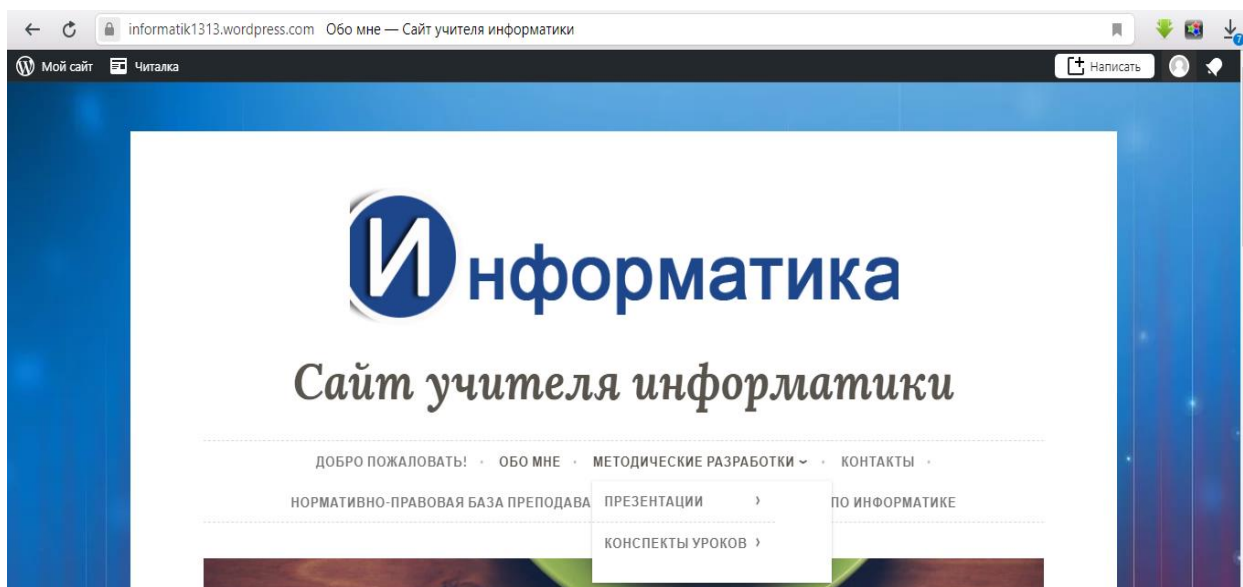 informatik1313.wordpress.com Обо мне — Сайт учителя информатики
7
Мой сайт Читалка Написать
Информатика
Сайт учителя информатики
ДОБРО ПОЖАЛОВАТЬ! · ОБО МНЕ · МЕТОДИЧЕСКИЕ РАЗРАБОТКИ · КОНТАКТЫ ·
НОРМАТИВНО-ПРАВОВАЯ БАЗА ПРЕПОДАВА ПО ИНФОРМАТИКЕ
ПРЕЗЕНТАЦИИ
КОНСПЕКТЫ УРОКОВ